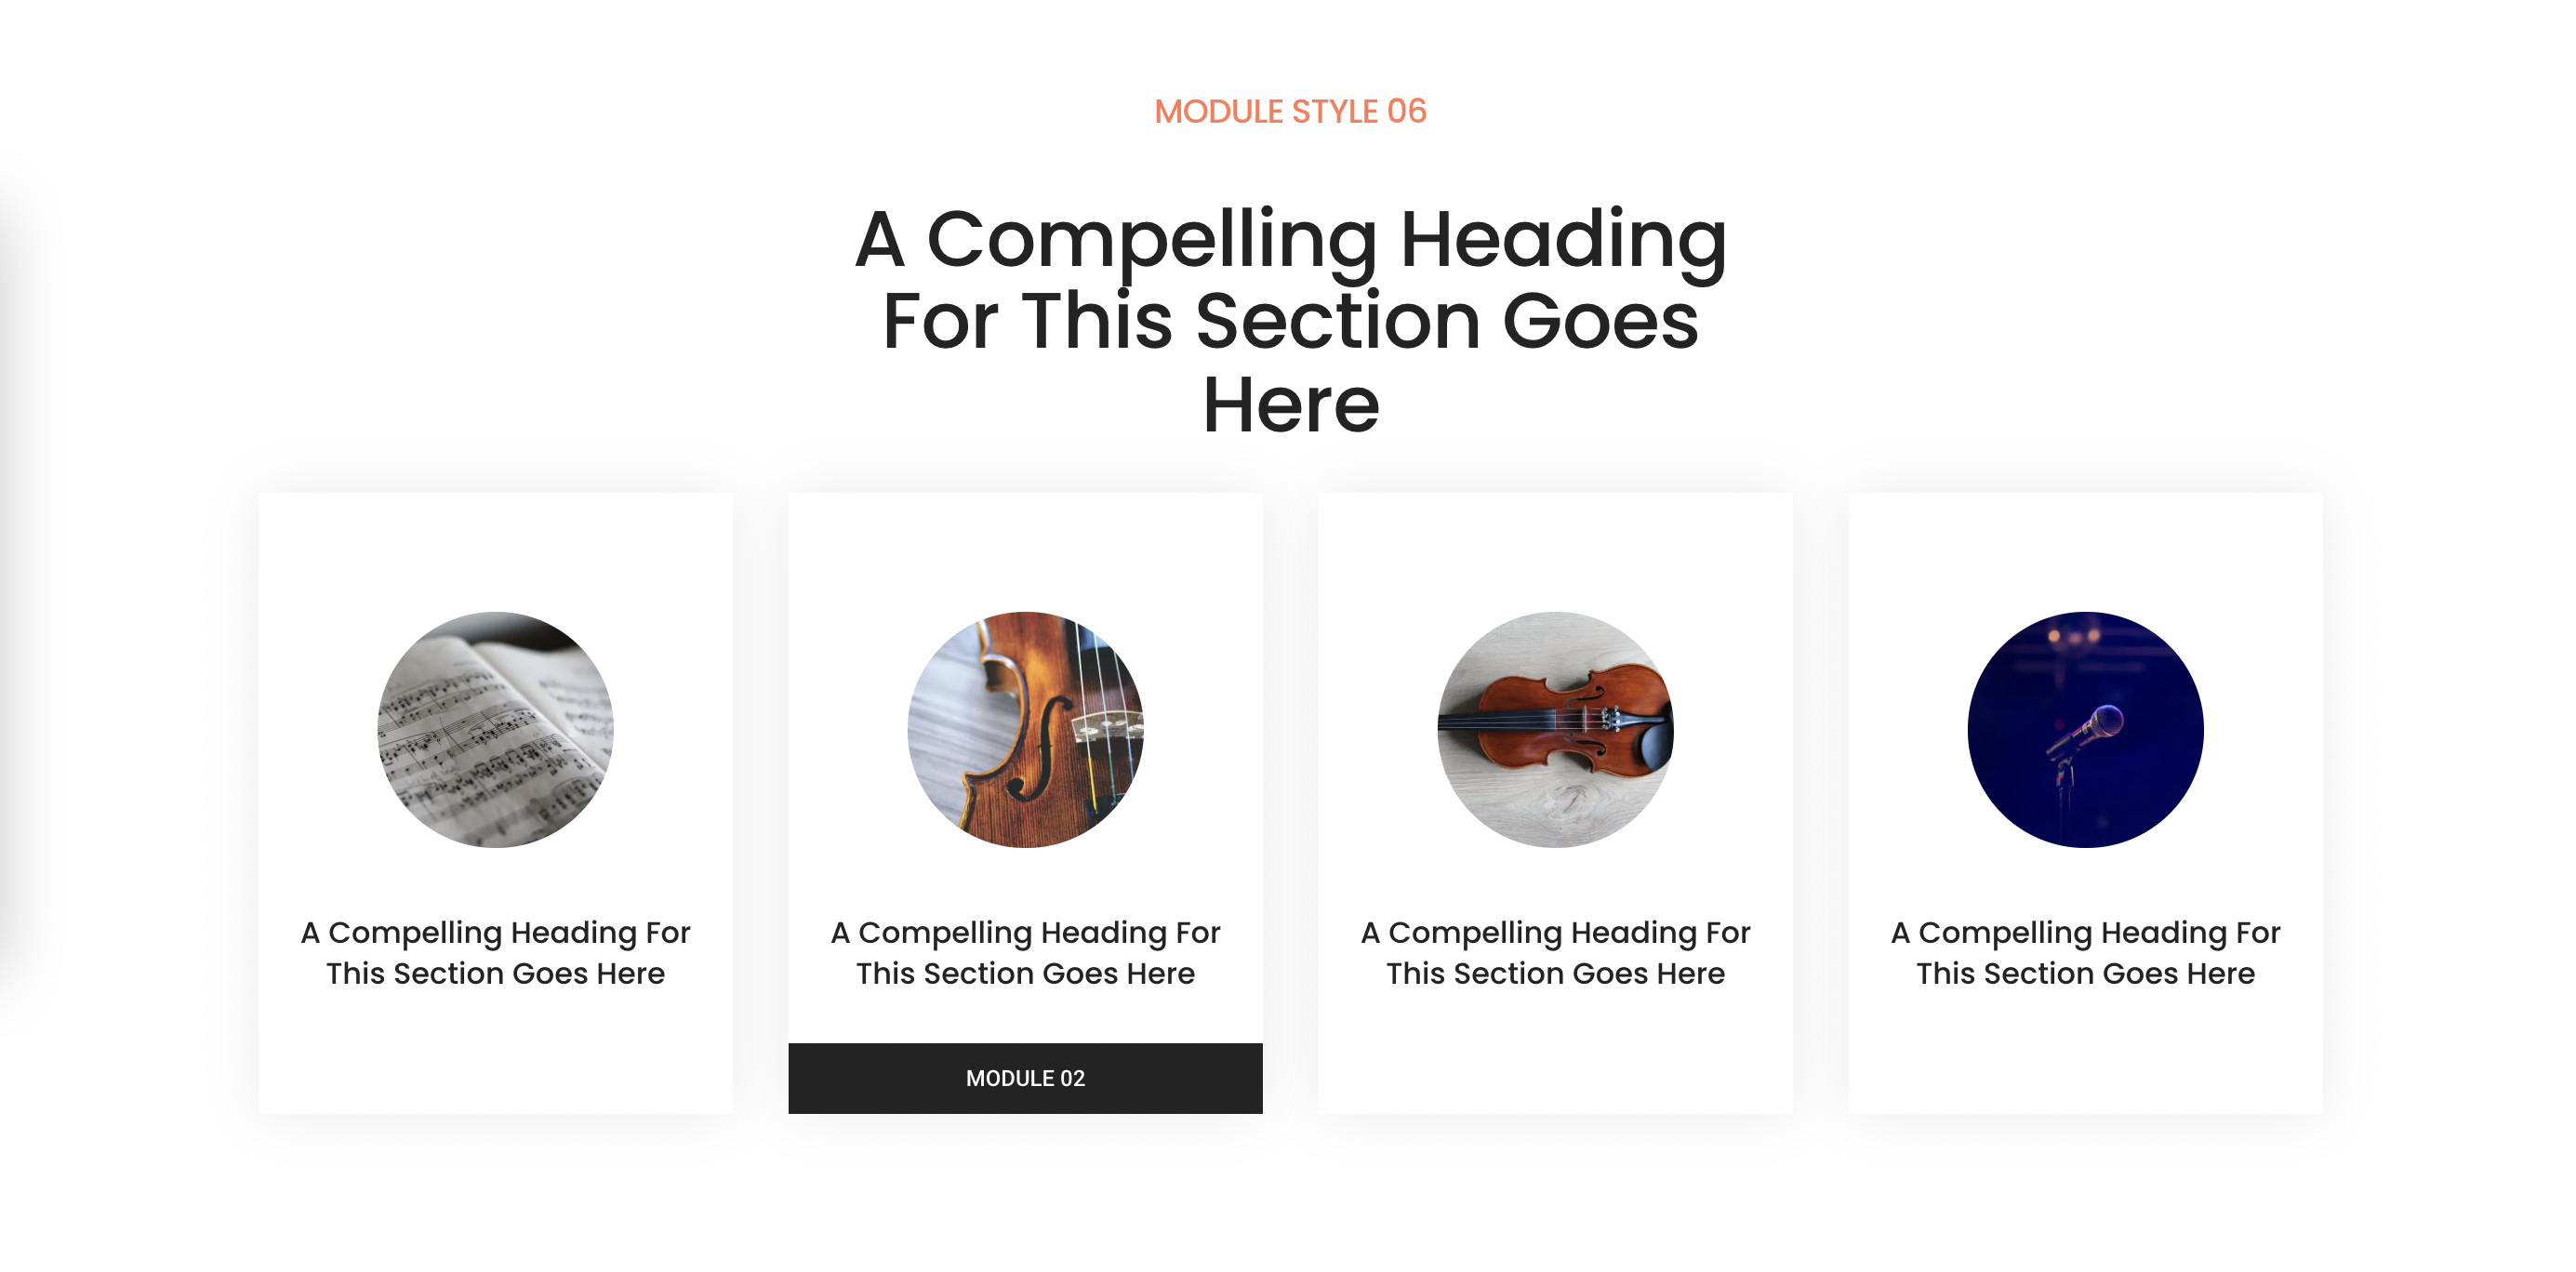 MODULE STYLE 06
A Compelling Heading
For This Section Goes
Here
A Compelling Heading For
This Section Goes Here
A Compelling Heading For
This Section Goes Here
MODULE 02
A Compelling Heading For
This Section Goes Here
A Compelling Heading For
This Section Goes Here